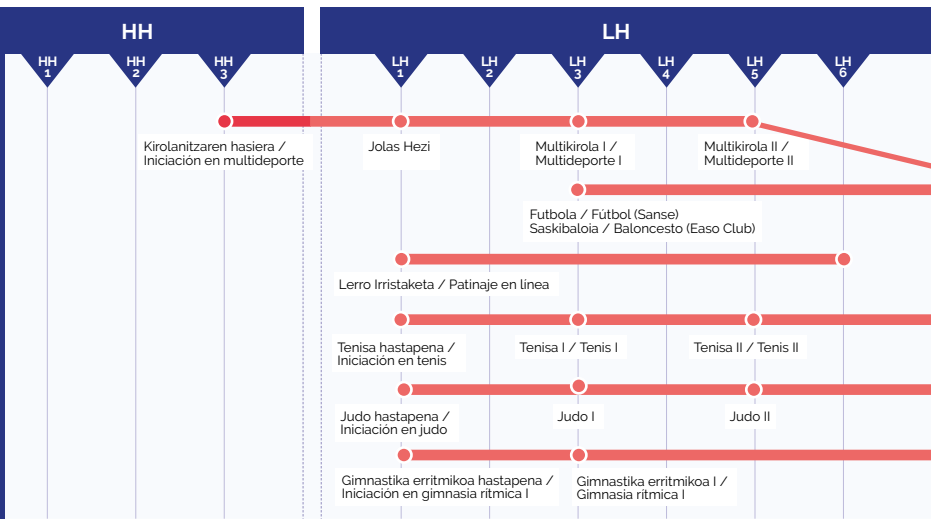 HH
LH
HH
1
HH
2
HH
3
LH
1
LH
2
LH
3
LH
4
LH
5
LH
6
Kirolanitzaren hasiera /
Iniciación en multideporte
Jolas Hezi
Multikirola I /
Multideporte I
Multikirola II /
Multideporte II
Futbola / Fútbol (Sanse)
Saskibaloia / Baloncesto (Easo Club)
Lerro Irristaketa / Patinaje en línea
Tenisa hastapena /
Iniciación en tenis
Tenisa I / Tenis I
Tenisa II / Tenis II
Judo hastapena /
Iniciación en judo
Judo I
Judo II
Gimnastika erritmikoa hastapena /
Iniciación en gimnasia rítmica I
Gimnastika erritmikoa I /
Gimnasia rítmica I